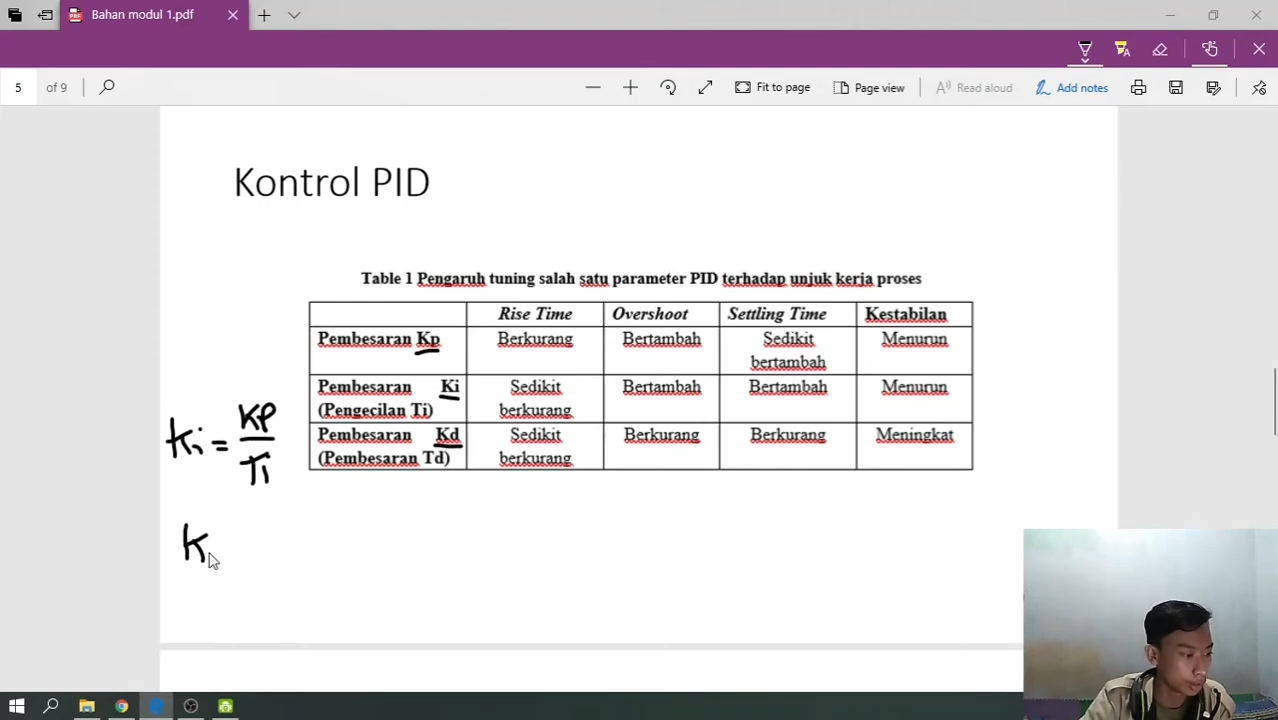 Bahan modul 1.pdf
5 of 9
Fit to page
Page view
Read aloud
Add notes
Kontrol PID
Table 1 Pengaruh tuning salah satu parameter PID terhadap unjuk kerja proses
Rise Time Overshoot Settling Time Kestabilan
Pembesaran Kp Berkurang Bertambah Sedikit bertambah Menurun
Pembesaran Ki (Pengecilan Ti) Sedikit berkurang Bertambah Bertambah Menurun
Pembesaran Kd (Pembesaran Td) Sedikit berkurang Berkurang Berkurang Meningkat
Ki = KP
Ti
K